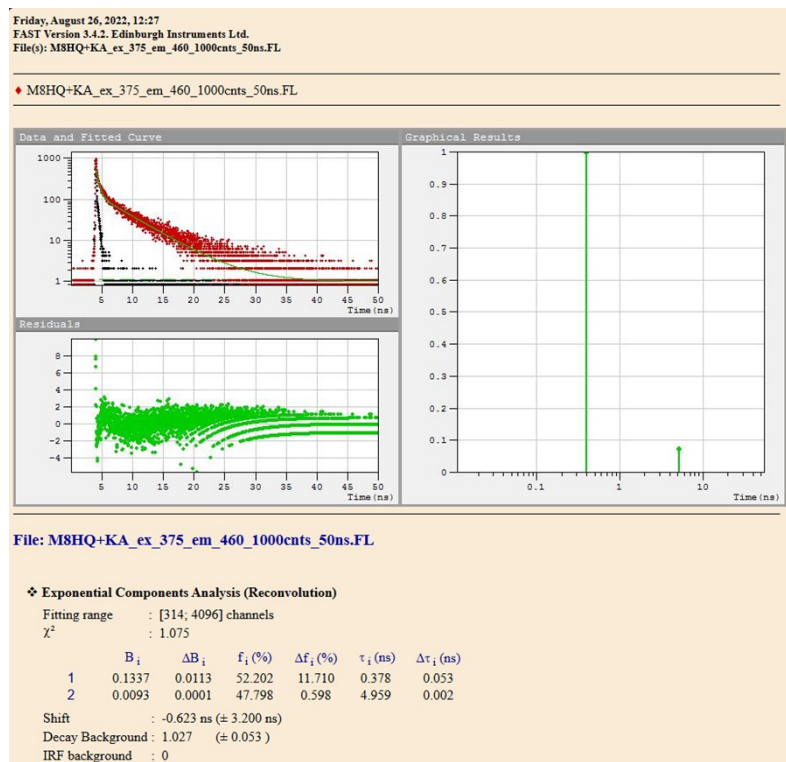 Friday, August 26, 2022, 12:27
FAST Version 3.4.2. Edinburgh Instruments Ltd.
File(s): M8HQ+KA_ex_375_em_460_1000cnts_50ns.FL
♦ M8HQ+KA_ex_375_em_460_1000cnts_50ns.FL
Data and Fitted Curve
1000
100
10
1
5 10 15 20 25 30 35 40 45 50
Time(ns)
Residuals
8
6
4
2
0
-2
-4
5 10 15 20 25 30 35 40 45 50
Time(ns)
Graphical Results
1
0.9
0.8
0.7
0.6
0.5
0.4
0.3
0.2
0.1
0
0.1 1 10
Time(ns)
File: M8HQ+KA_ex_375_em_460_1000cnts_50ns.FL
❖ Exponential Components Analysis (Reconvolution)
Fitting range : [314; 4096] channels
χ² : 1.075
B i ΔB i f i (%) Δf i (%) τ i (ns) Δτ i (ns)
1 0.1337 0.0113 52.202 11.710 0.378 0.053
2 0.0093 0.0001 47.798 0.598 4.959 0.002
Shift : -0.623 ns (± 3.200 ns)
Decay Background : 1.027 (± 0.053 )
IRF background : 0